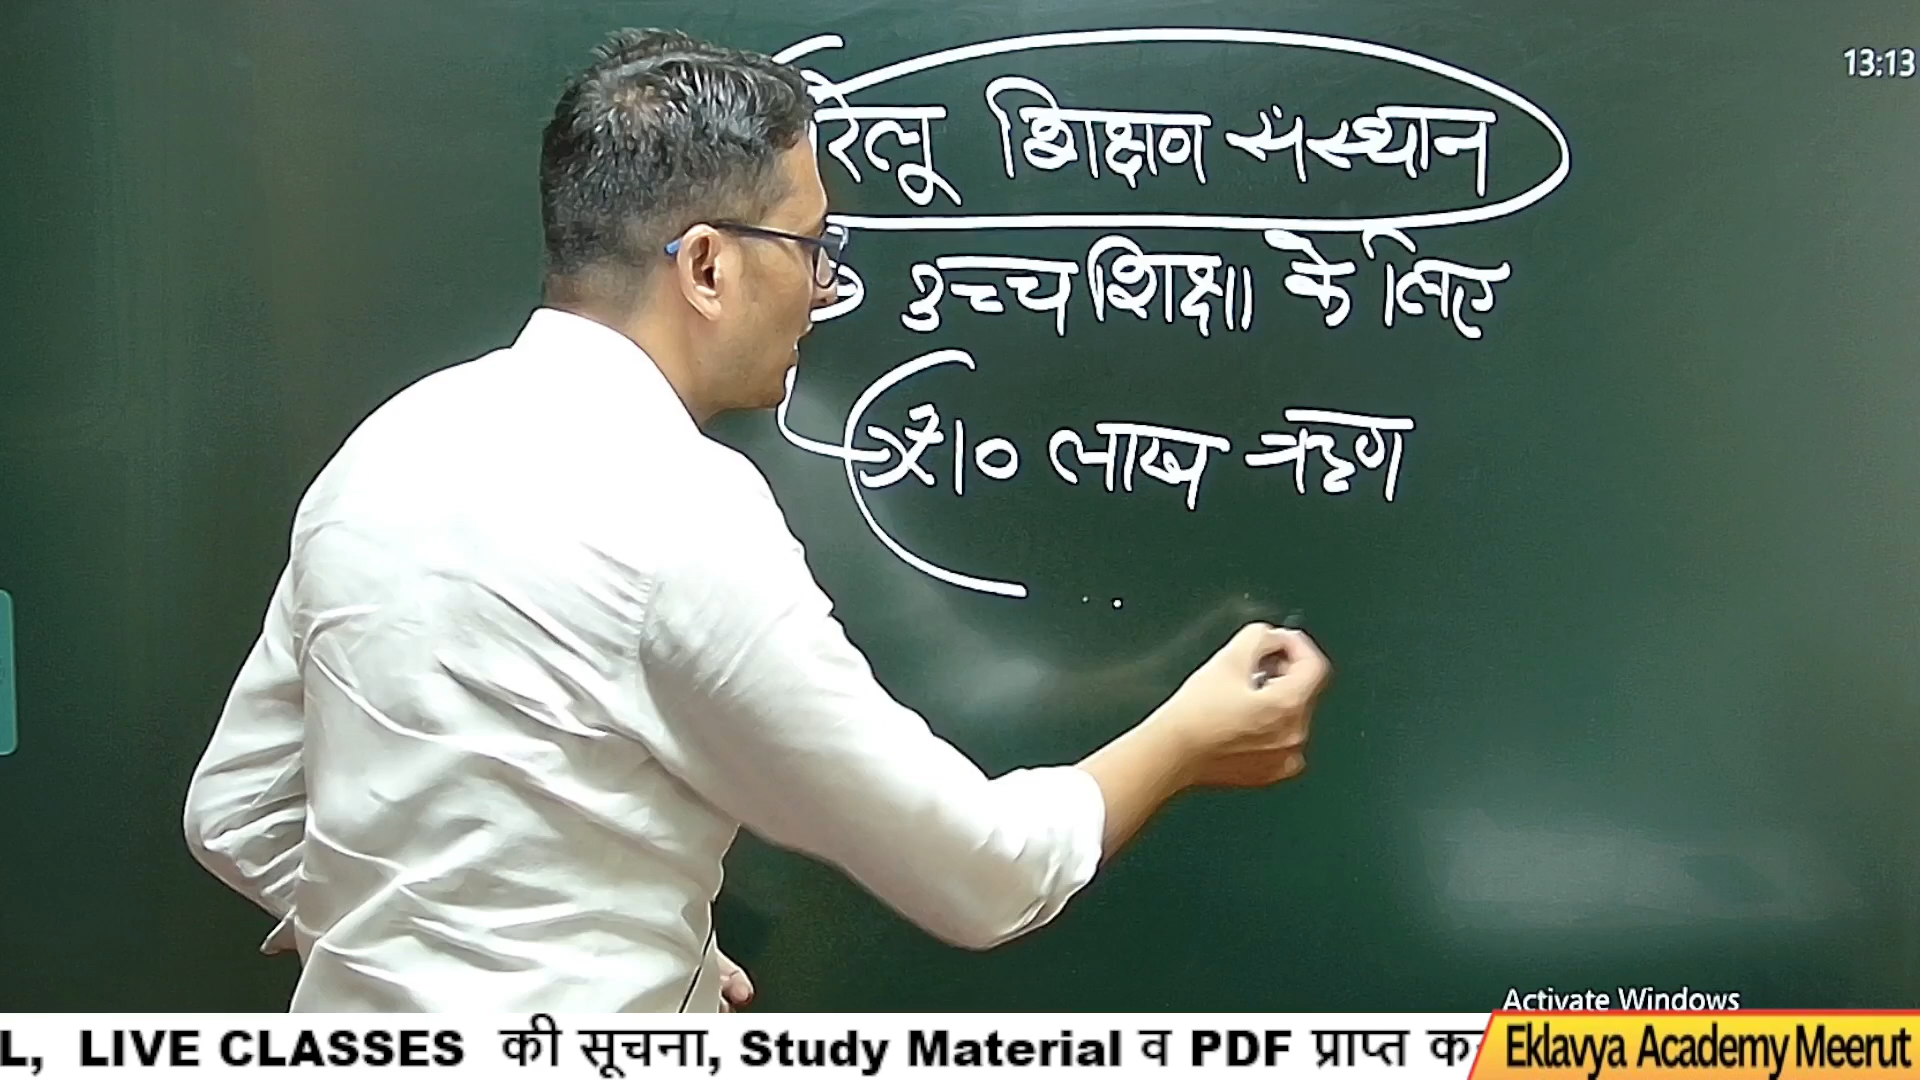 13:13
रेलू शिक्षण संस्थान
उच्च शिक्षा के लिए
₹10 लाख ऋण
Activate Windows
L, LIVE CLASSES की सूचना, Study Material व PDF प्राप्त क
Eklavya Academy Meerut